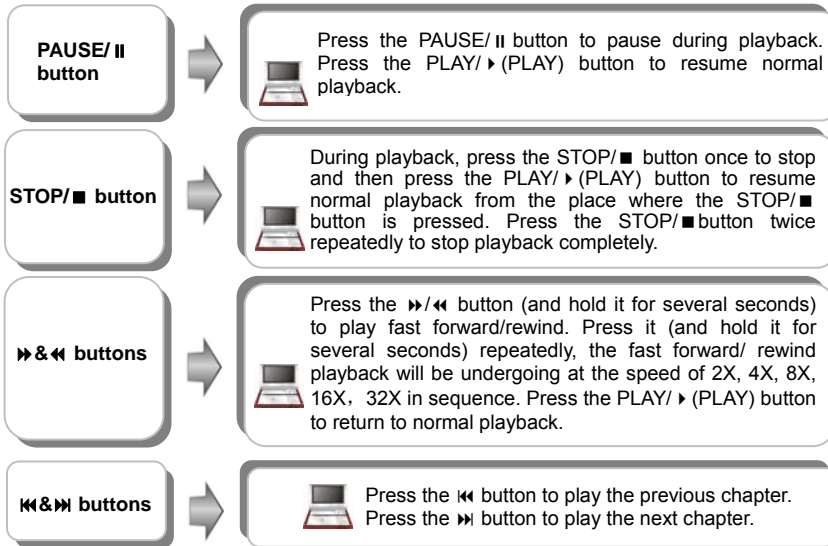 PAUSE/⏸
button
Press the PAUSE/⏸ button to pause during playback.
Press the PLAY/⏵(PLAY) button to resume normal
playback.
STOP/■ button
During playback, press the STOP/■ button once to stop
and then press the PLAY/⏵(PLAY) button to resume
normal playback from the place where the STOP/■
button is pressed. Press the STOP/■button twice
repeatedly to stop playback completely.
⏩&⏪ buttons
Press the ⏩/⏪ button (and hold it for several seconds)
to play fast forward/rewind. Press it (and hold it for
several seconds) repeatedly, the fast forward/ rewind
playback will be undergoing at the speed of 2X, 4X, 8X,
16X，32X in sequence. Press the PLAY/⏵(PLAY) button
to return to normal playback.
⏮&⏭ buttons
Press the ⏮ button to play the previous chapter.
Press the ⏭ button to play the next chapter.